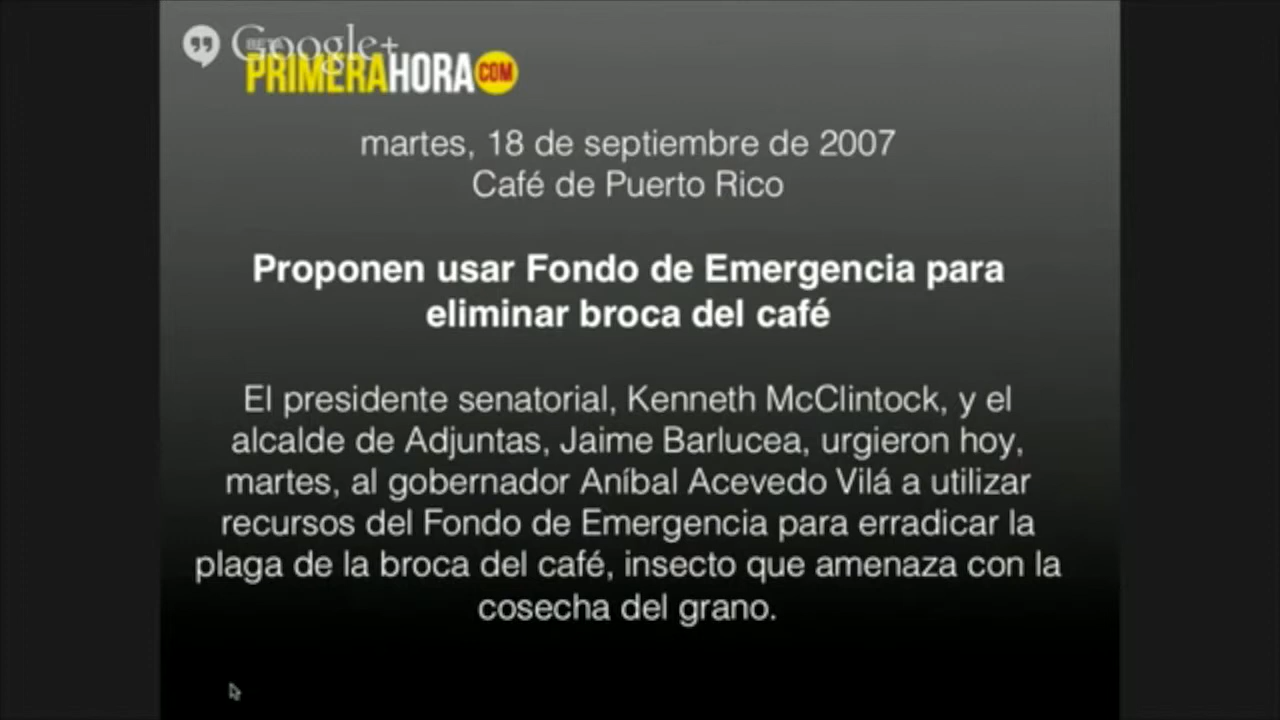 Google+
BETA
PRIMERAHORA.COM
martes, 18 de septiembre de 2007
Café de Puerto Rico
Proponen usar Fondo de Emergencia para
eliminar broca del café
El presidente senatorial, Kenneth McClintock, y el
alcalde de Adjuntas, Jaime Barlucea, urgieron hoy,
martes, al gobernador Aníbal Acevedo Vilá a utilizar
recursos del Fondo de Emergencia para erradicar la
plaga de la broca del café, insecto que amenaza con la
cosecha del grano.